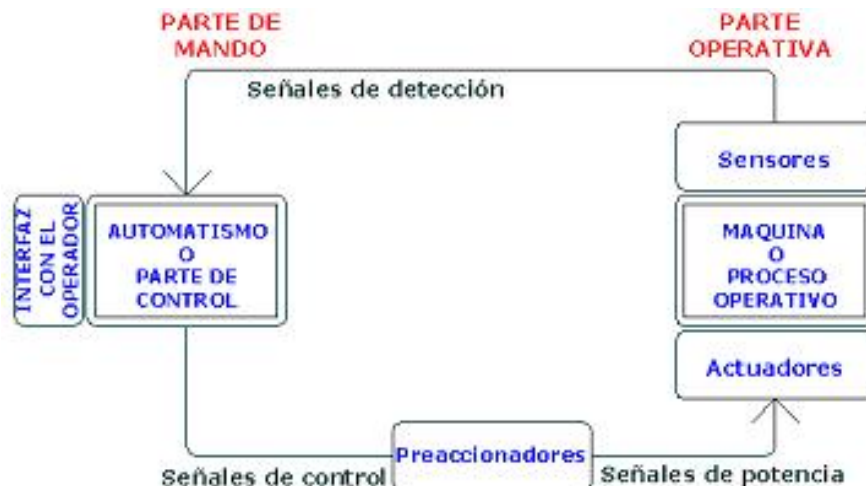 PARTE DE
MANDO
PARTE
OPERATIVA
Señales de detección
Sensores
INTERFAZ
CON EL
OPERADOR
AUTOMATISMO
O
PARTE DE
CONTROL
MAQUINA
O
PROCESO
OPERATIVO
Actuadores
Preaccionadores
Señales de control
Señales de potencia